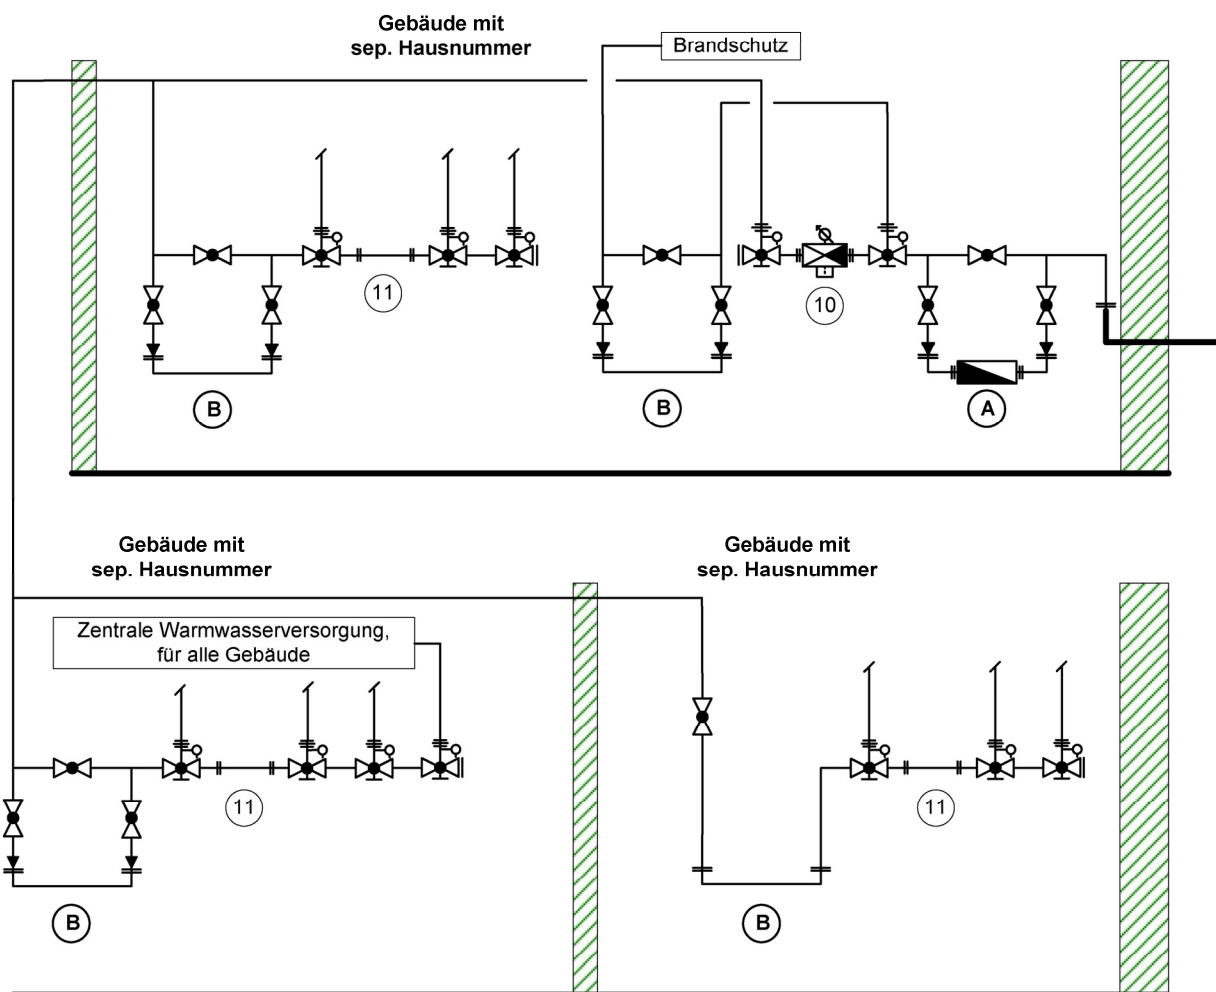 Gebäude mit
sep. Hausnummer
Brandschutz
11
10
B
B
A
Gebäude mit
sep. Hausnummer
Gebäude mit
sep. Hausnummer
Zentrale Warmwasserversorgung,
für alle Gebäude
11
11
B
B